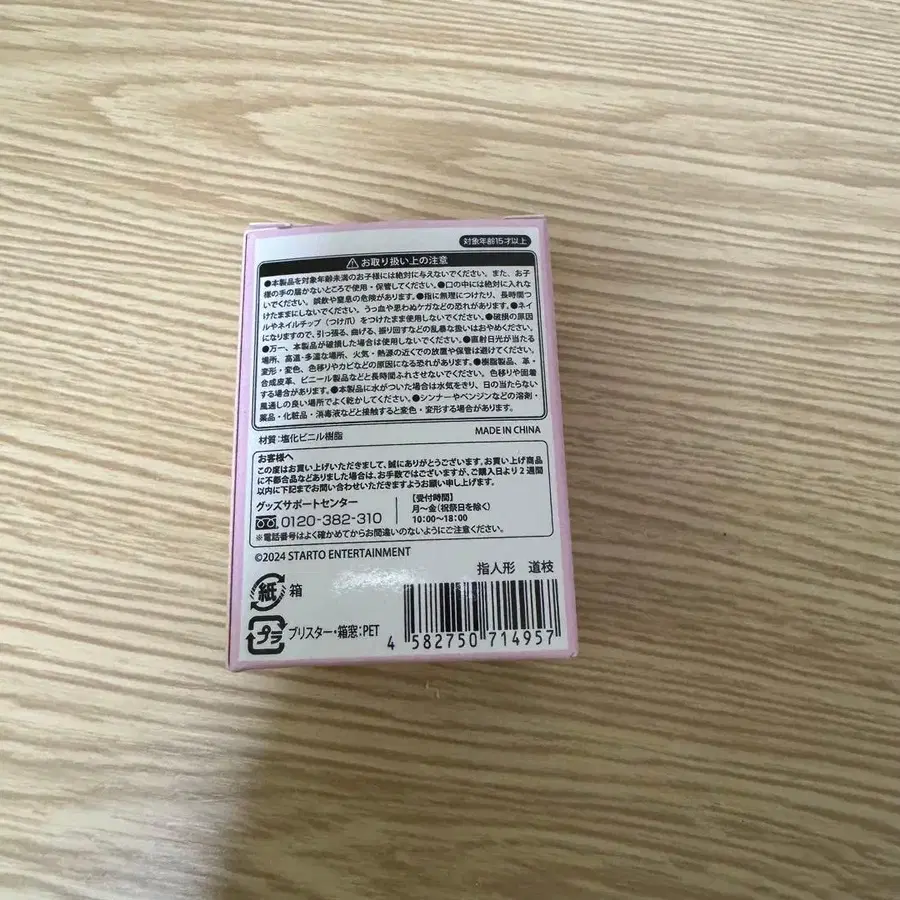 対象年齢15才以上
⚠お取り扱い上の注意
●本製品を対象年齢未満のお子様には絶対に与えないでください。また、お子
様の手の届かないところで使用・保管してください。●口の中には絶対に入れな
いでください。誤飲や窒息の危険があります。●指に無理につけたり、長時間つ
けたままにしないでください。うっ血や思わぬケガなどの恐れがあります。●ネイ
ルやネイルチップ（つけ爪）をつけたまま使用しないでください。●破損の原因
になりますので、引っ張る、曲げる、振り回すなどの乱暴な扱いはおやめください。
●万一、本製品が破損した場合は使用しないでください。●直射日光が当たる
場所、高温・多湿な場所、火気・熱源の近くでの放置や保管は避けてください。
変形・変色、色移りやカビなどの原因になる恐れがあります。●樹脂製品、革・
合成皮革、ビニール製品などと長時間ふれさせないでください。色移りや固着
する場合があります。●本製品に水がついた場合は水気をきり、日の当たらない
風通しの良い場所でよく乾かしてください。●シンナーやベンジンなどの溶剤・
薬品・化粧品・消毒液などと接触すると変色・変形する場合があります。
材質：塩化ビニル樹脂 MADE IN CHINA
お客様へ
この度はお買い上げいただきまして、誠にありがとうございます。お買い上げ商品
に不都合品などありました場合は、お手数ではございますが、ご購入日より2週間
以内に下記までお問い合わせいただきますようお願い申し上げます。
グッズサポートセンター
0120-382-310
【受付時間】
月～金（祝祭日を除く）
10：00～18：00
※電話番号はよく確かめてからお間違いのないようにご注意ください。
©2024 STARTO ENTERTAINMENT
指人形 道枝
紙 箱
プラ ブリスター・箱窓：PET
4 582750 714957